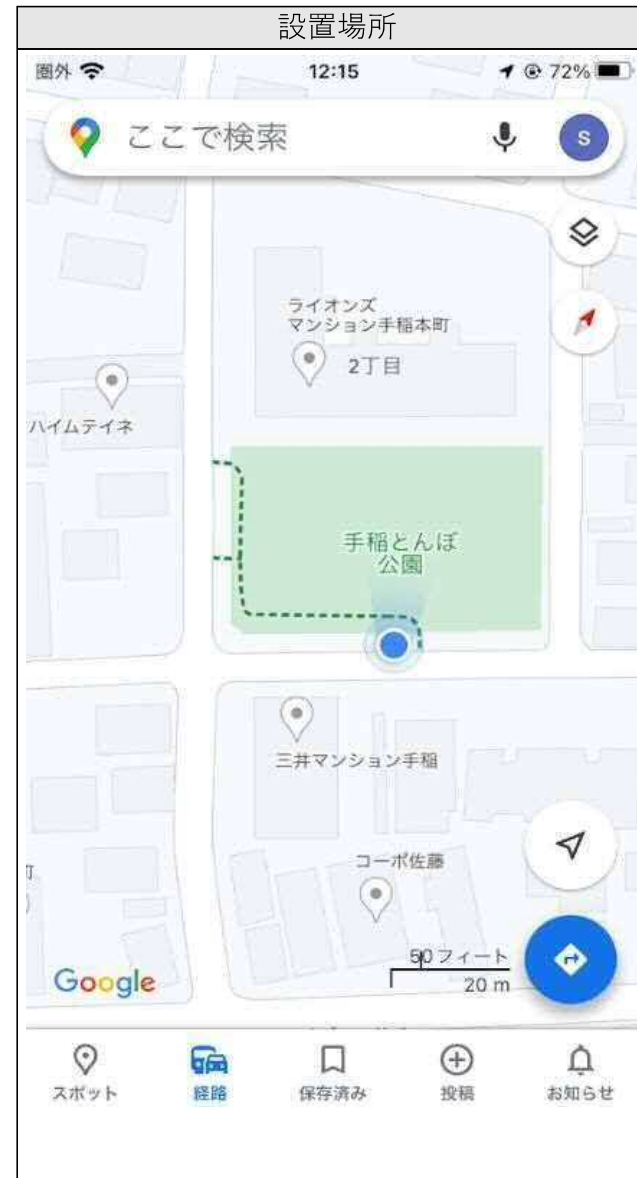 設置場所
圏外 12:15 72%
ここで検索 S
ライオンズ
マンション手稲本町
2丁目
ハイムテイネ
手稲とんぼ
公園
三井マンション手稲
コーポ佐藤
50フィート
20 m
Google
スポット 経路 保存済み 投稿 お知らせ